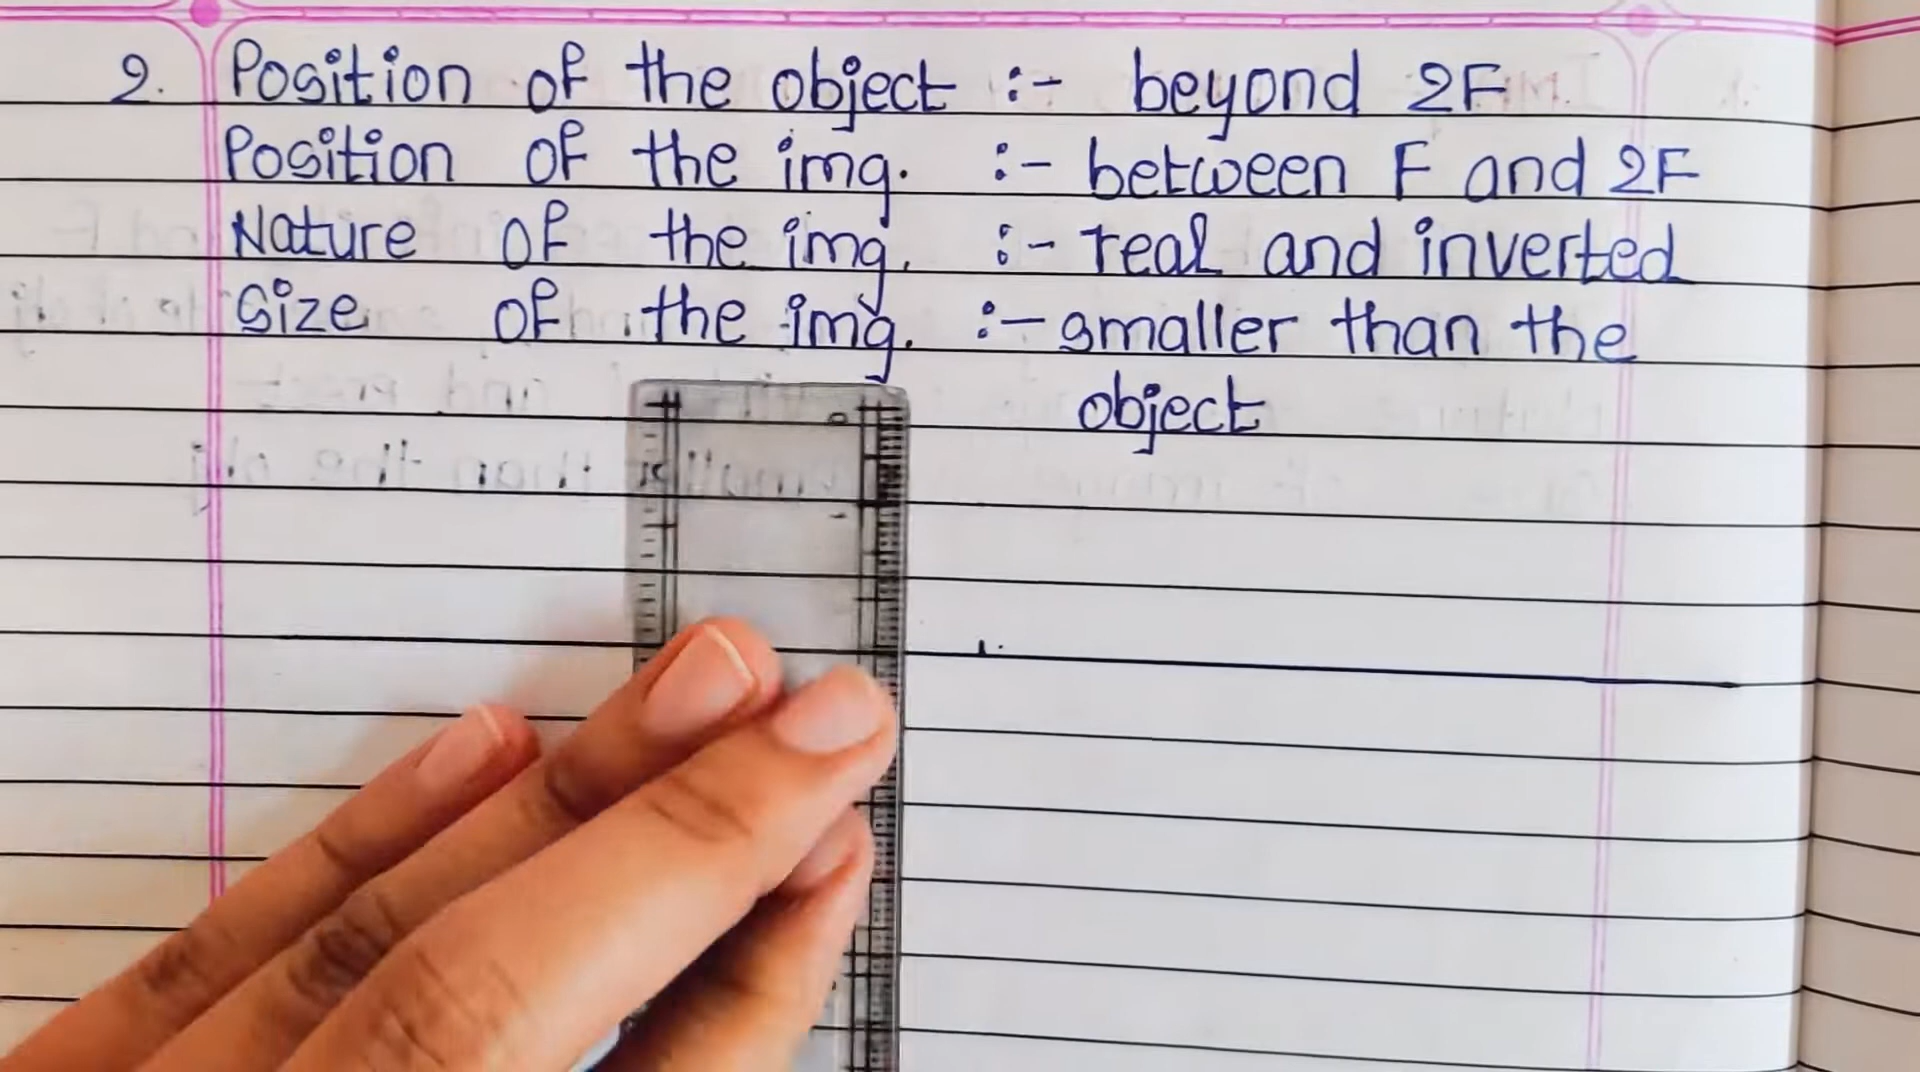 2. Position of the object :- beyond 2F
Position of the img. :- between F and 2F
Nature of the img. :- real and inverted
Size of the img. :- smaller than the
object